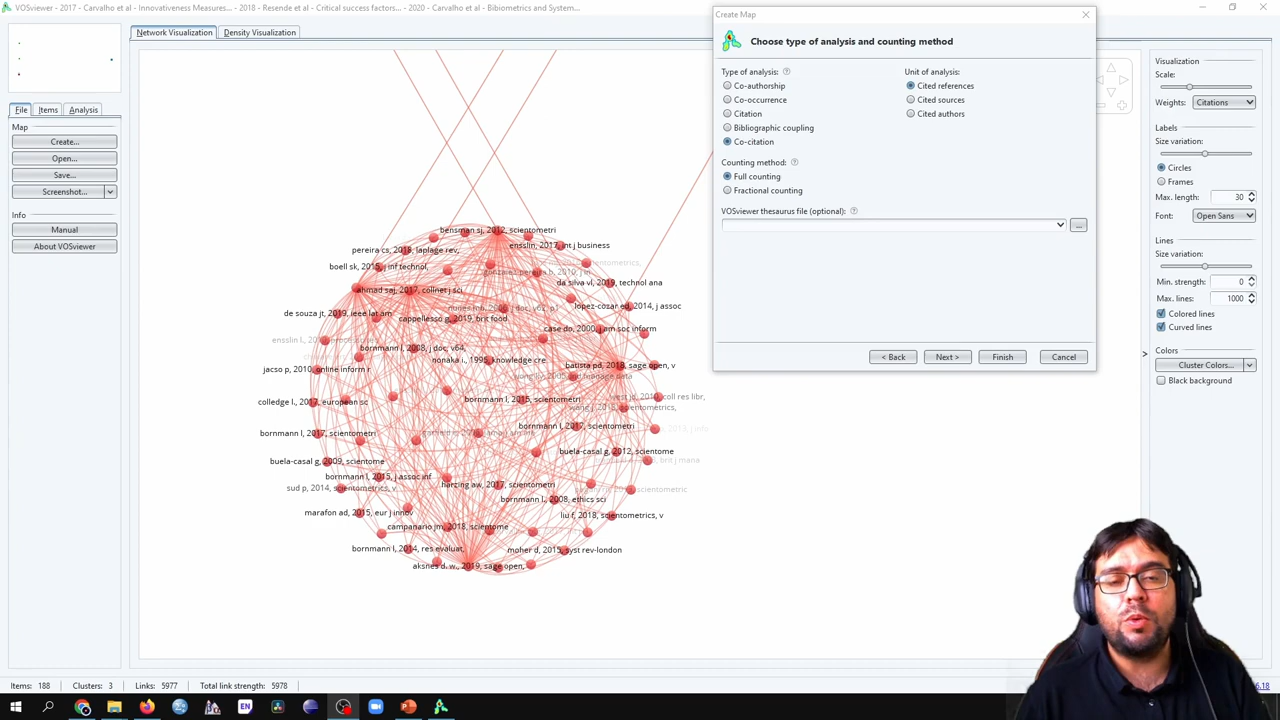 VOSviewer - 2017 - Carvalho et al - Innovativeness Measures... - 2018 - Resende et al - Critical success factors... - 2020 - Carvalho et al - Bibiometrics and System...
Network Visualization
Density Visualization
File
Items
Analysis
Map
Create...
Open...
Save...
Screenshot...
Info
Manual
About VOSviewer
Create Map
Choose type of analysis and counting method
Type of analysis:
Co-authorship
Co-occurrence
Citation
Bibliographic coupling
Co-citation
Unit of analysis:
Cited references
Cited sources
Cited authors
Counting method:
Full counting
Fractional counting
VOSviewer thesaurus file (optional):
...
< Back
Next >
Finish
Cancel
Visualization
Scale:
Weights: Citations
Labels
Size variation:
Circles
Frames
Max. length: 30
Font: Open Sans
Lines
Size variation:
Min. strength: 0
Max. lines: 1000
Colored lines
Curved lines
Colors
Cluster Colors...
Black background
bensman sj, 2012, scientometri
pereira cs, 2018, laplage rev,
ensslin, 2017, int j business
boell sk, 2015, j inf technol,
da silva vl, 2019, technol ana
ahmad saj, 2017, collnet j sci
lopez-cozar ed, 2014, j assoc
de souza jt, 2019, ieee lat am
cappellesso g, 2019, brit food
case do, 2000, j am soc inform
bornmann l, 2008, j doc, v64,
nonaka i., 1995, knowledge cre
batista pd, 2018, sage open, v
jacso p, 2010, online inform r
colledge l., 2017, european sc
bornmann l, 2015, scientometri
bornmann l, 2017, scientometri
bornmann l, 2017, scientometri
buela-casal g, 2012, scientome
buela-casal g, 2009, scientome
bornmann l, 2015, j assoc inf
harzing aw, 2017, scientometri
sud p, 2014, scientometrics, v
bornmann l., 2008, ethics sci
marafon ad, 2015, eur j innov
liu f, 2018, scientometrics, v
campanario jm, 2018, scientome
bornmann l, 2014, res evaluat,
moher d, 2015, syst rev-london
aksnes d. w., 2019, sage open,
Items: 188
Clusters: 3
Links: 5977
Total link strength: 5978
EN